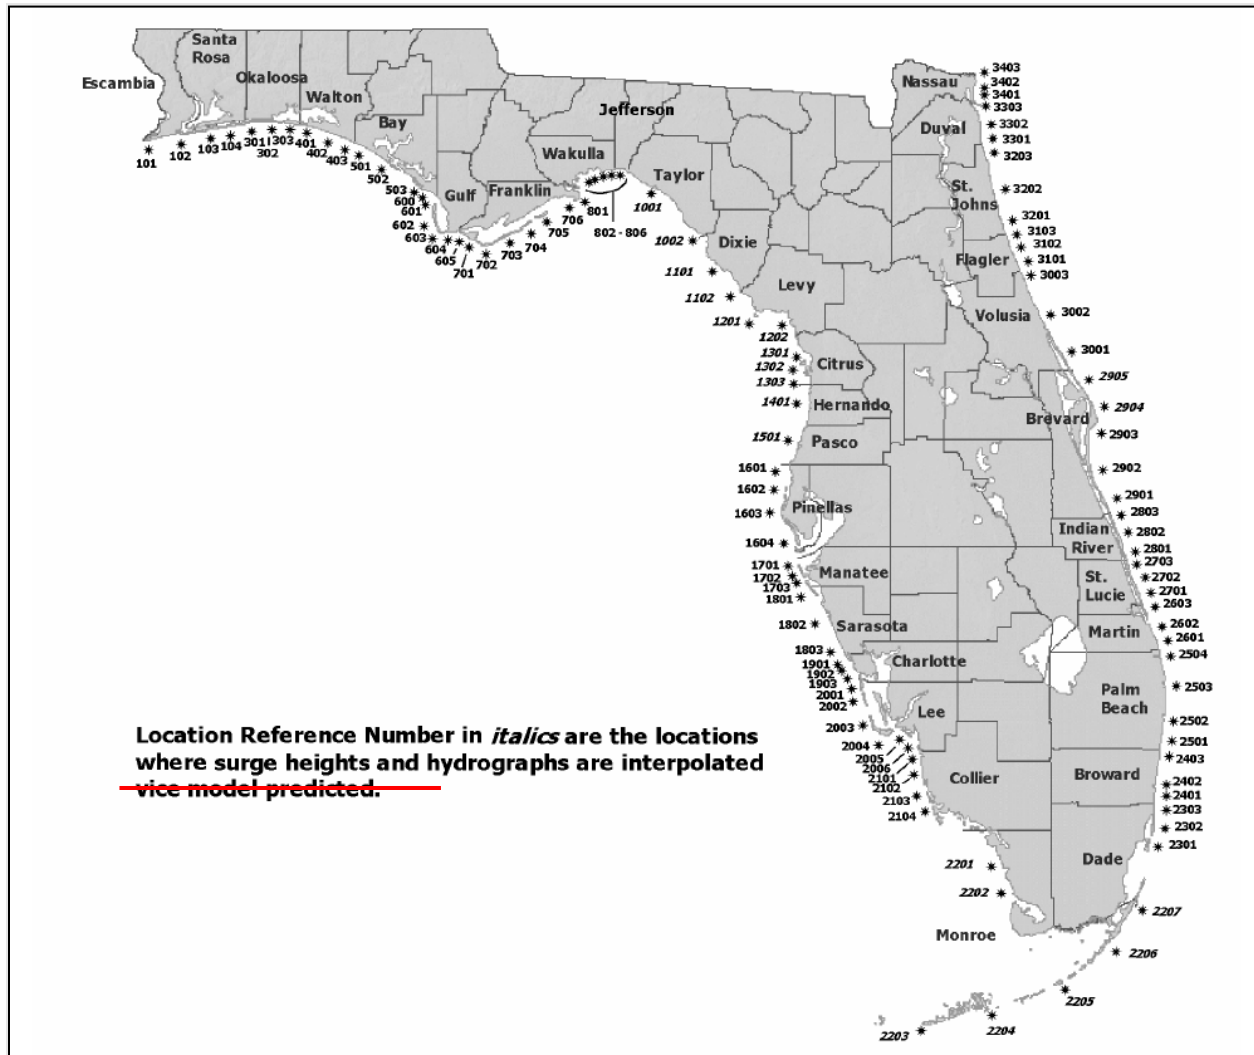 Santa
Rosa
Okaloosa
Escambia
Walton
Bay
Jefferson
Wakulla
Gulf
Franklin
Taylor
Dixie
Levy
Nassau
Duval
St.
Johns
Flagler
Volusia
Citrus
Hernando
Pasco
Pinellas
Manatee
Sarasota
Charlotte
Lee
Collier
Brevard
Indian
River
St.
Lucie
Martin
Palm
Beach
Broward
Dade
Monroe
101
102
103
104
301
302
303
401
402
403
501
502
503
600
601
602
603
604
605
701
702
703
704
705
706
801
802 - 806
1001
1002
1101
1102
1201
1202
1301
1302
1303
1401
1501
1601
1602
1603
1604
1701
1702
1703
1801
1802
1803
1901
1902
1903
2001
2002
2003
2004
2005
2006
2101
2102
2103
2104
2201
2202
2203
2204
2205
2206
2207
2301
2302
2303
2401
2402
2403
2501
2502
2503
2504
2601
2602
2603
2701
2702
2703
2801
2802
2803
2901
2902
2903
2904
2905
3001
3002
3003
3101
3102
3103
3201
3202
3203
3301
3302
3303
3401
3402
3403
Location Reference Number in italics are the locations
where surge heights and hydrographs are interpolated
vice model predicted.